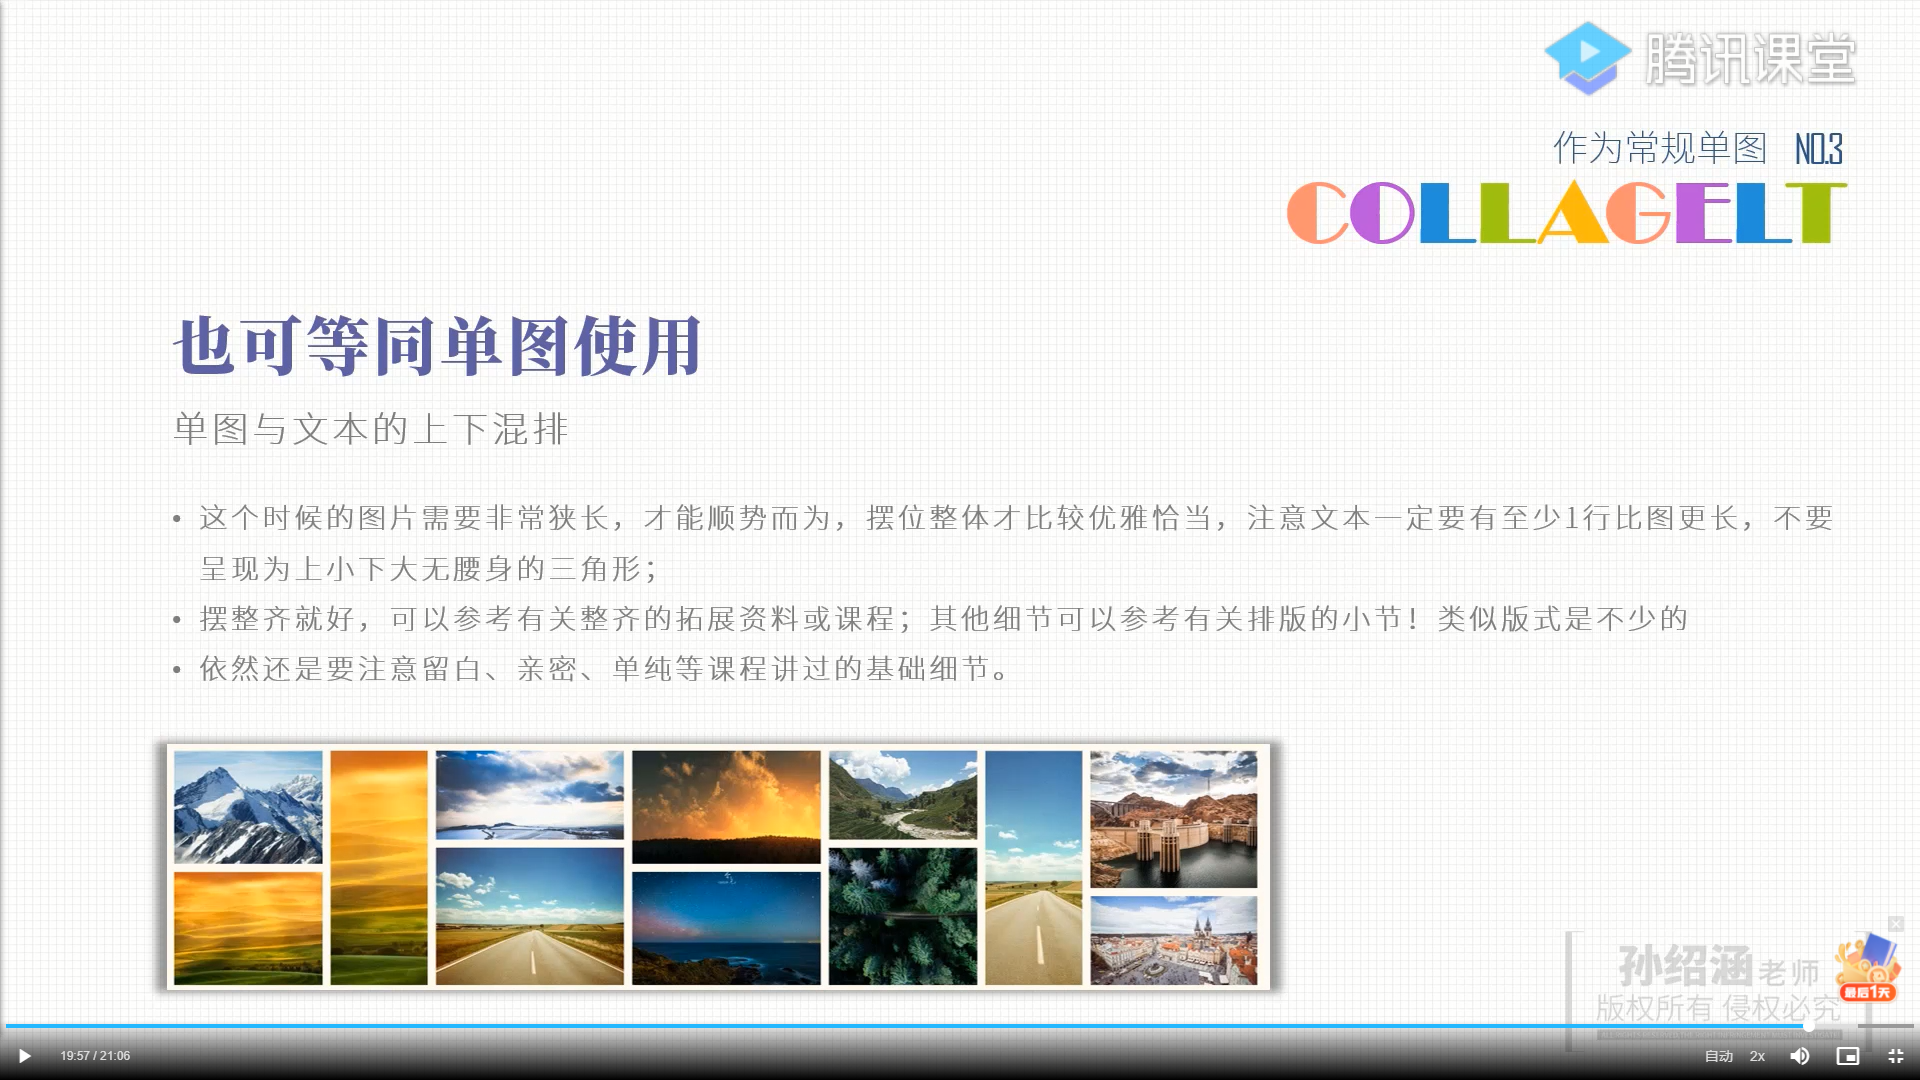 腾讯课堂
作为常规单图 NO.3
COLLAGELT
也可等同单图使用
单图与文本的上下混排
• 这个时候的图片需要非常狭长，才能顺势而为，摆位整体才比较优雅恰当，注意文本一定要有至少1行比图更长，不要
呈现为上小下大无腰身的三角形；
• 摆整齐就好，可以参考有关整齐的拓展资料或课程；其他细节可以参考有关排版的小节！类似版式是不少的
• 依然还是要注意留白、亲密、单纯等课程讲过的基础细节。
孙绍涵老师
版权所有 侵权必究
最后1天
19:57 / 21:06
自动 2x